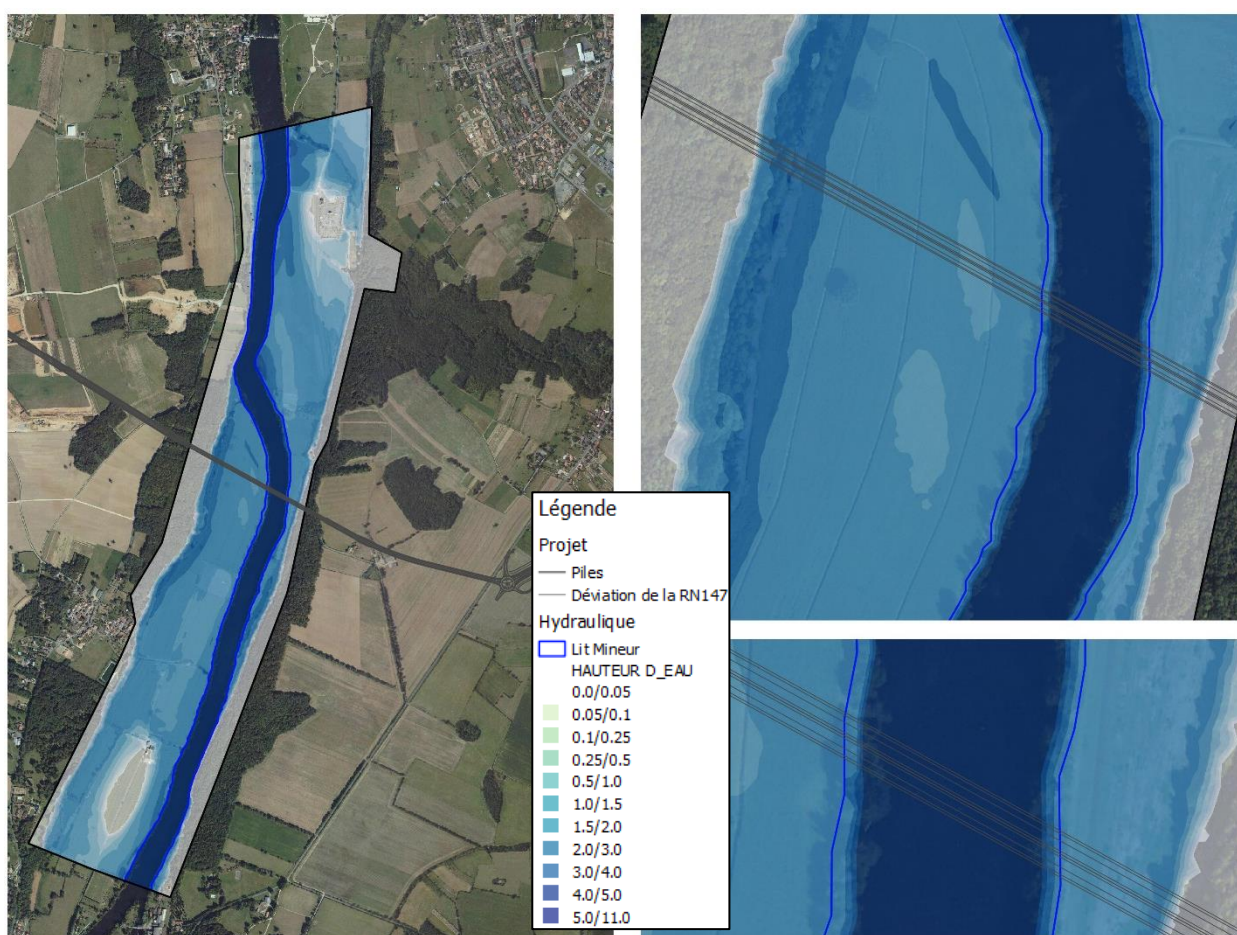 Légende
Projet
Piles
Déviation de la RN147
Hydraulique
Lit Mineur
HAUTEUR D_EAU
0.0/0.05
0.05/0.1
0.1/0.25
0.25/0.5
0.5/1.0
1.0/1.5
1.5/2.0
2.0/3.0
3.0/4.0
4.0/5.0
5.0/11.0